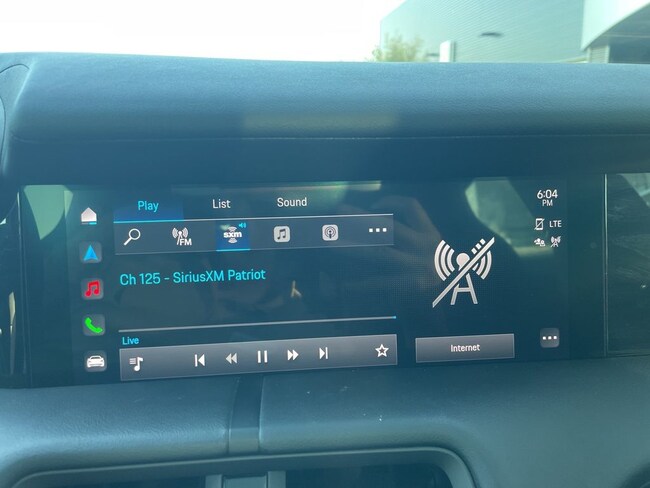 Play List Sound
6:04
PM
/FM sxm
LTE
Ch 125 - SiriusXM Patriot
Live
Internet